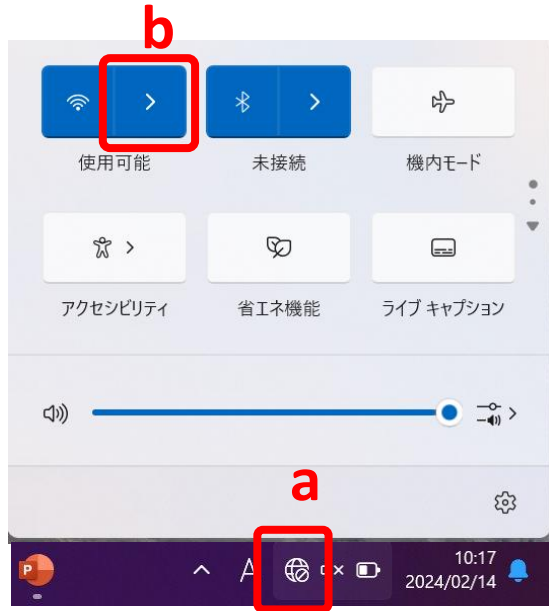 b
使用可能
未接続
機内モード
アクセシビリティ
省エネ機能
ライブ キャプション
a
P
A
10:17
2024/02/14